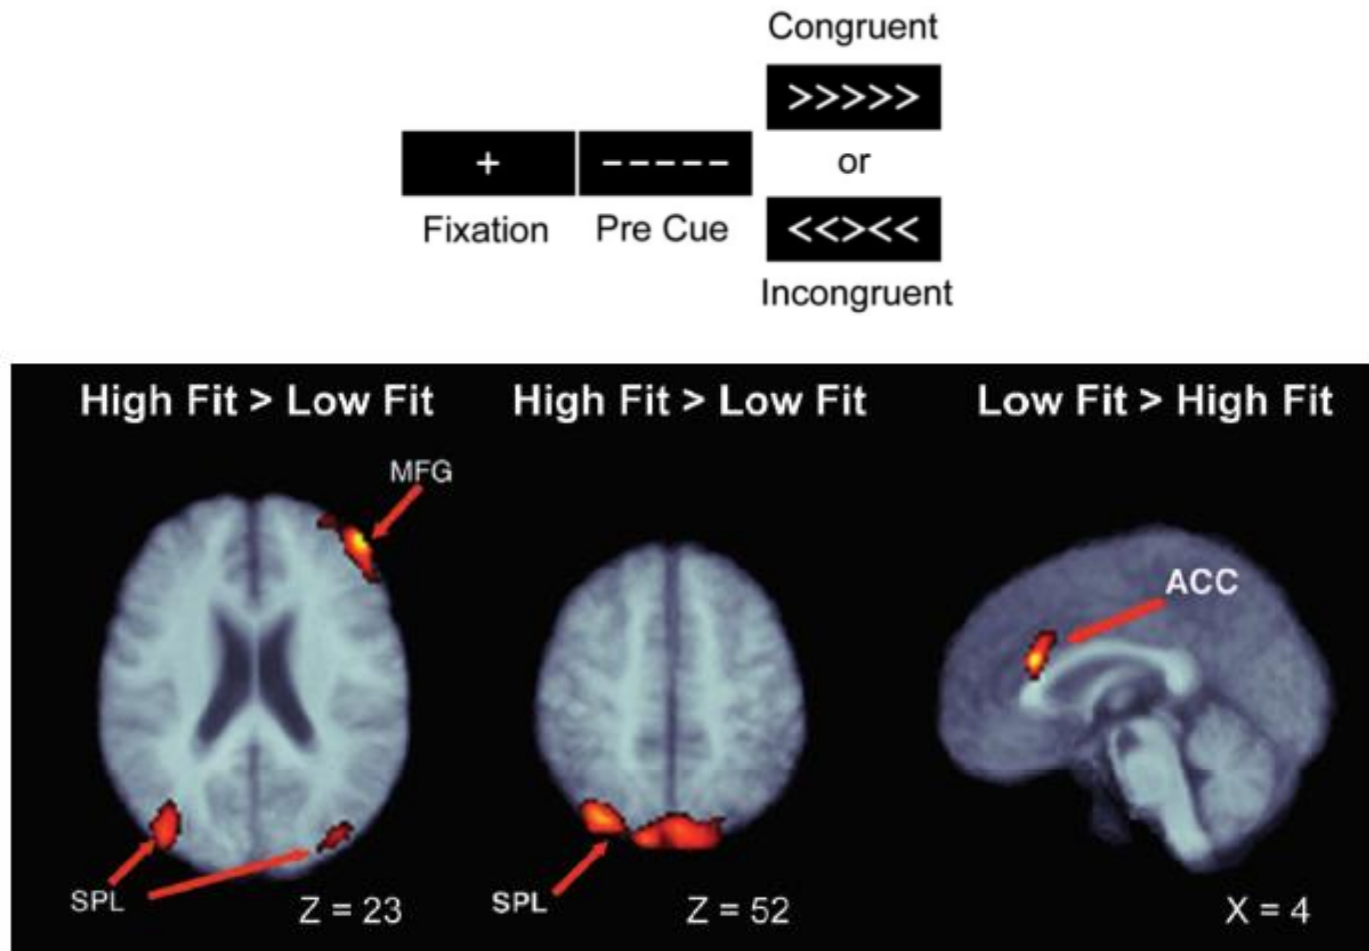 Congruent
>>>>>
+
-----
or
Fixation
Pre Cue
<<><<
Incongruent
High Fit > Low Fit
High Fit > Low Fit
Low Fit > High Fit
MFG
ACC
SPL
Z = 23
SPL
Z = 52
X = 4